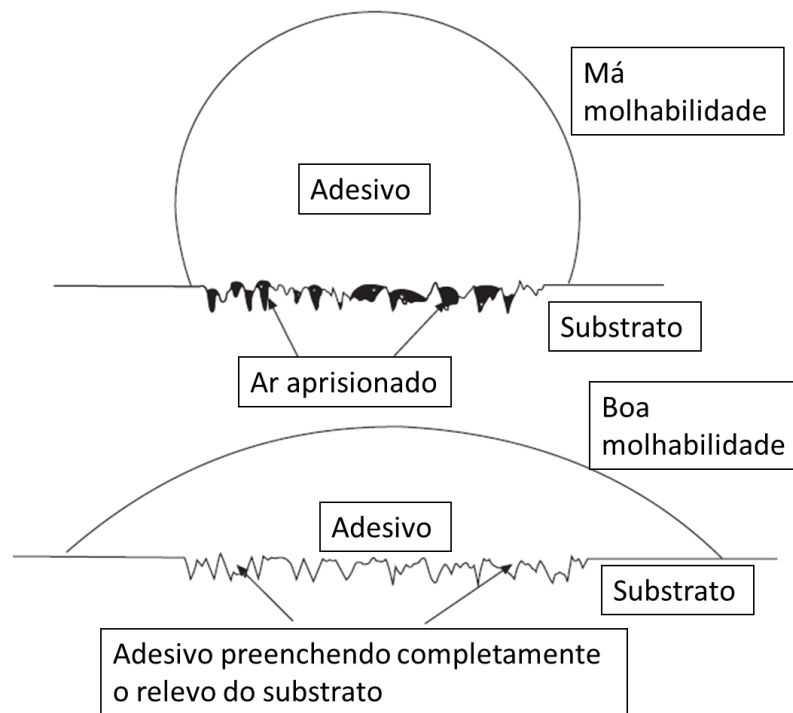 Má
molhabilidade
Adesivo
Substrato
Ar aprisionado
Boa
molhabilidade
Adesivo
Substrato
Adesivo preenchendo completamente
o relevo do substrato